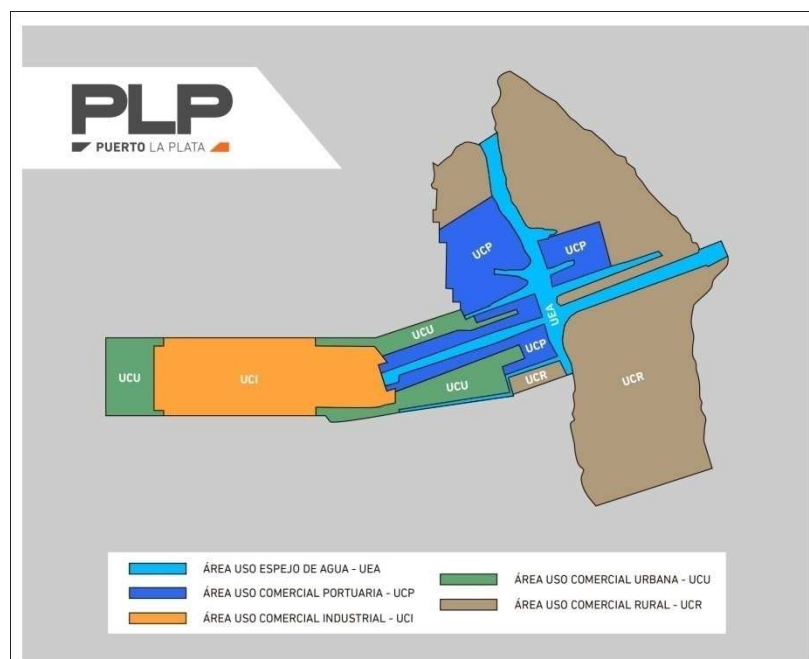 PLP
PUERTO LA PLATA
UCP
UCP
UEA
UCU
UCP
UCU
UCI
UCU
UCR
UCR
ÁREA USO ESPEJO DE AGUA - UEA
ÁREA USO COMERCIAL PORTUARIA - UCP
ÁREA USO COMERCIAL INDUSTRIAL - UCI
ÁREA USO COMERCIAL URBANA - UCU
ÁREA USO COMERCIAL RURAL - UCR